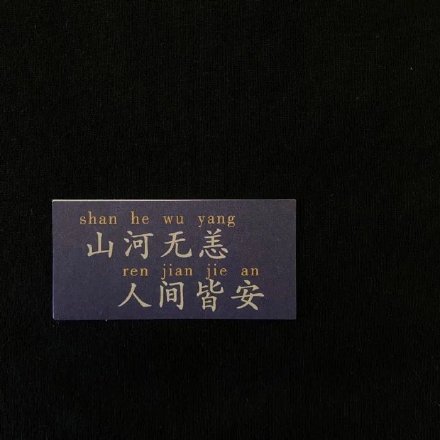 shan he wu yang
山河无恙
ren jian jie an
人间皆安